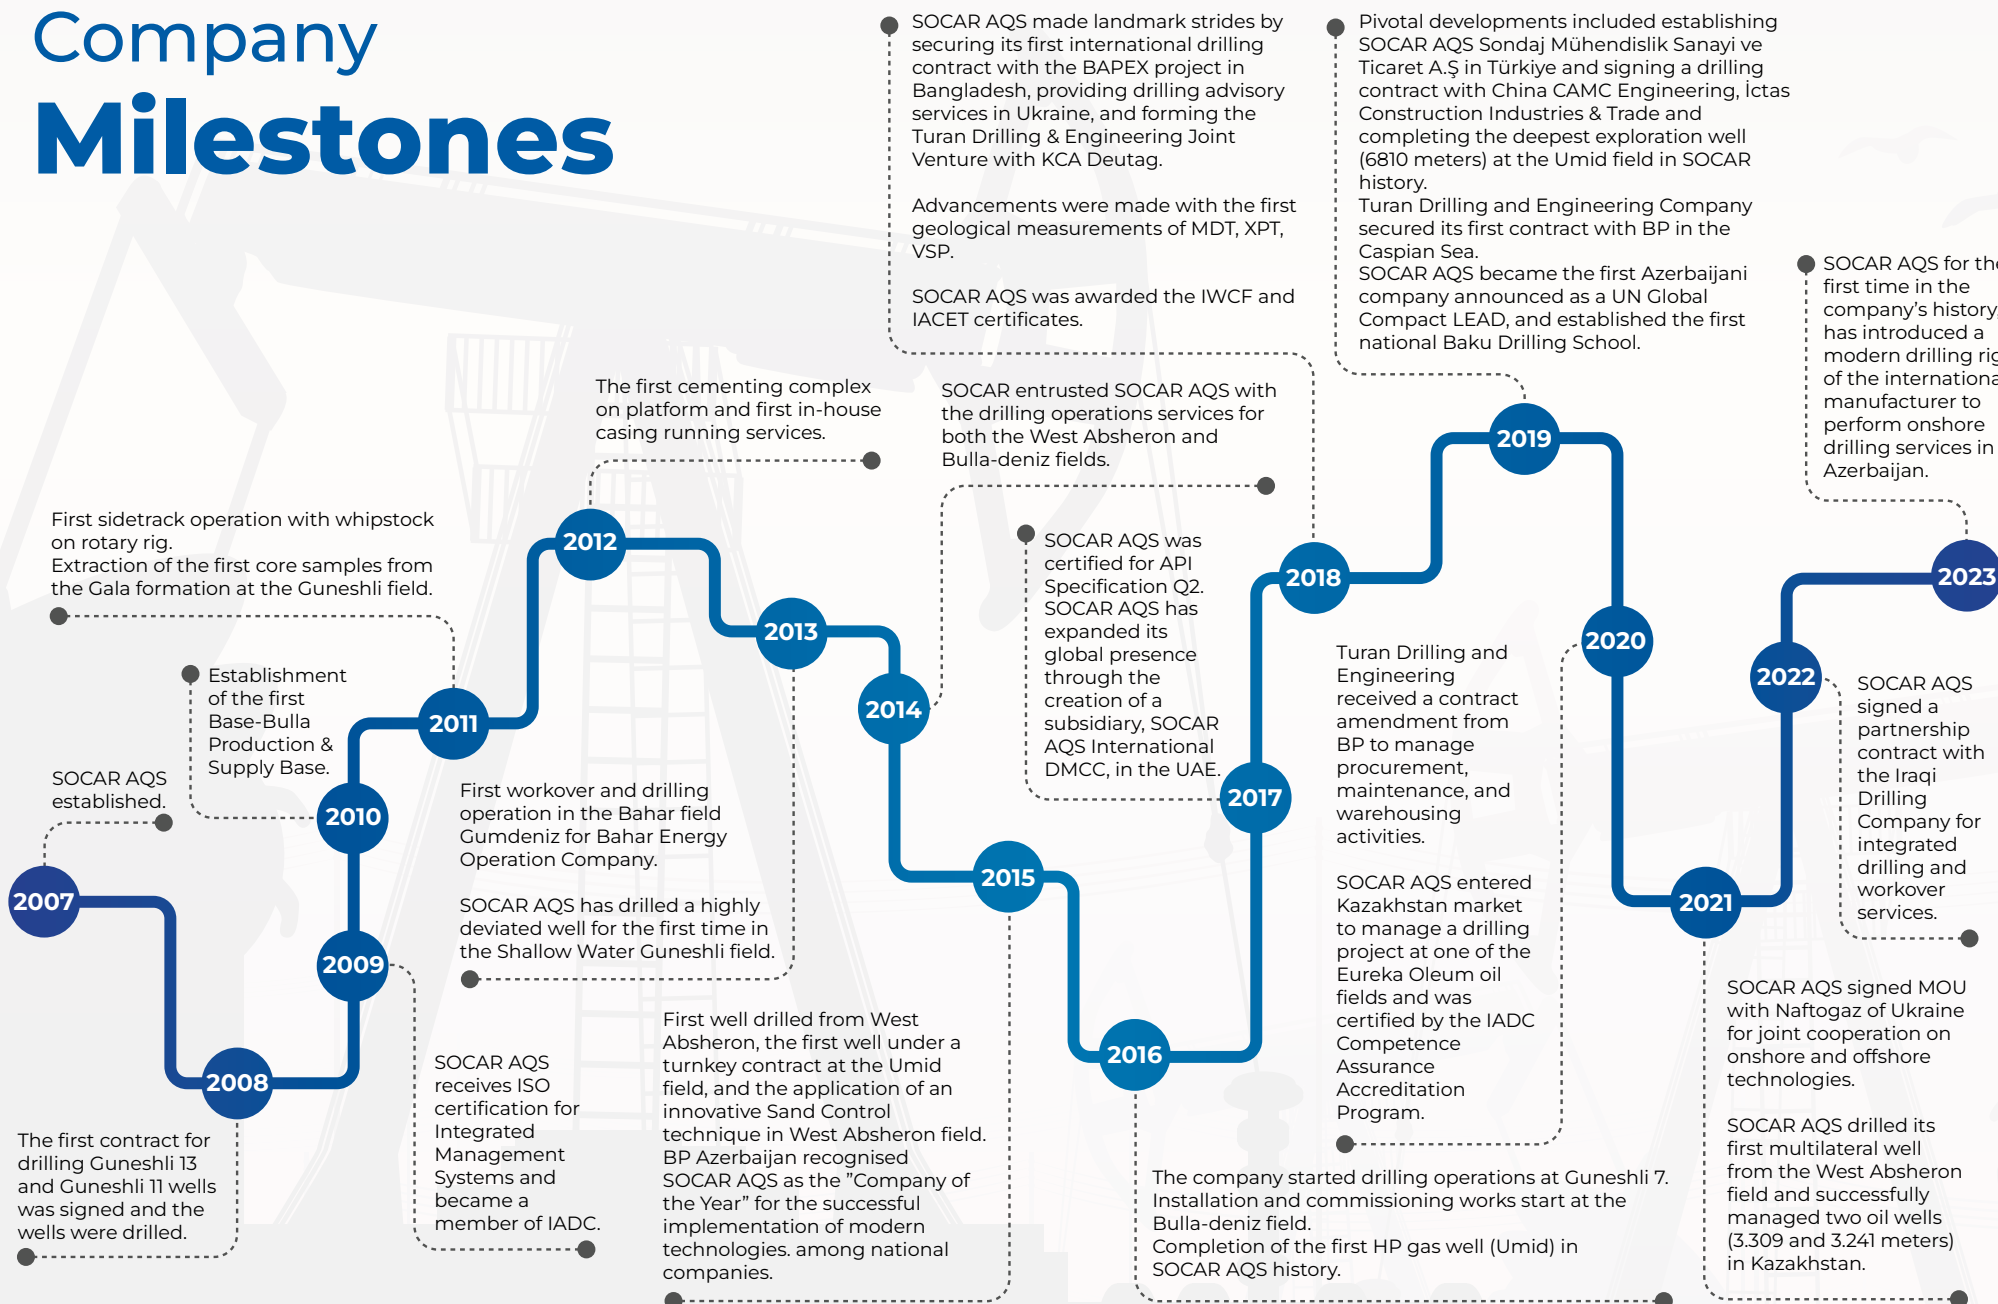 Company
Milestones
SOCAR AQS made landmark strides by
securing its first international drilling
contract with the BAPEX project in
Bangladesh, providing drilling advisory
services in Ukraine, and forming the
Turan Drilling & Engineering Joint
Venture with KCA Deutag.
Advancements were made with the first
geological measurements of MDT, XPT,
VSP.
SOCAR AQS was awarded the IWCF and
IACET certificates.
Pivotal developments included establishing
SOCAR AQS Sondaj Mühendislik Sanayi ve
Ticaret A.Ş in Türkiye and signing a drilling
contract with China CAMC Engineering, İctas
Construction Industries & Trade and
completing the deepest exploration well
(6810 meters) at the Umid field in SOCAR
history.
Turan Drilling and Engineering Company
secured its first contract with BP in the
Caspian Sea.
SOCAR AQS became the first Azerbaijani
company announced as a UN Global
Compact LEAD, and established the first
national Baku Drilling School.
SOCAR AQS for the
first time in the
company's history,
has introduced a
modern drilling rig
of the internationa
manufacturer to
perform onshore
drilling services in
Azerbaijan.
The first cementing complex
on platform and first in-house
casing running services.
SOCAR entrusted SOCAR AQS with
the drilling operations services for
both the West Absheron and
Bulla-deniz fields.
2019
First sidetrack operation with whipstock
on rotary rig.
Extraction of the first core samples from
the Gala formation at the Guneshli field.
2012
SOCAR AQS was
certified for API
Specification Q2.
SOCAR AQS has
expanded its
global presence
through the
creation of a
subsidiary, SOCAR
AQS International
DMCC, in the UAE.
2018
2023
2013
2020
Establishment
of the first
Base-Bulla
Production &
Supply Base.
2011
2014
Turan Drilling and
Engineering
received a contract
amendment from
BP to manage
procurement,
maintenance, and
warehousing
activities.
SOCAR AQS entered
Kazakhstan market
to manage a drilling
project at one of the
Eureka Oleum oil
fields and was
certified by the IADC
Competence
Assurance
Accreditation
Program.
2022
SOCAR AQS
signed a
partnership
contract with
the Iraqi
Drilling
Company for
integrated
drilling and
workover
services.
SOCAR AQS
established.
2010
First workover and drilling
operation in the Bahar field
Gumdeniz for Bahar Energy
Operation Company.
SOCAR AQS has drilled a highly
deviated well for the first time in
the Shallow Water Guneshli field.
2017
2007
2015
2021
2009
SOCAR AQS signed MOU
with Naftogaz of Ukraine
for joint cooperation on
onshore and offshore
technologies.
SOCAR AQS drilled its
first multilateral well
from the West Absheron
field and successfully
managed two oil wells
(3.309 and 3.241 meters)
in Kazakhstan.
2008
SOCAR AQS
receives ISO
certification for
Integrated
Management
Systems and
became a
member of IADC.
First well drilled from West
Absheron, the first well under a
turnkey contract at the Umid
field, and the application of an
innovative Sand Control
technique in West Absheron field.
BP Azerbaijan recognised
SOCAR AQS as the "Company of
the Year" for the successful
implementation of modern
technologies. among national
companies.
2016
The first contract for
drilling Guneshli 13
and Guneshli 11 wells
was signed and the
wells were drilled.
The company started drilling operations at Guneshli 7.
Installation and commissioning works start at the
Bulla-deniz field.
Completion of the first HP gas well (Umid) in
SOCAR AQS history.